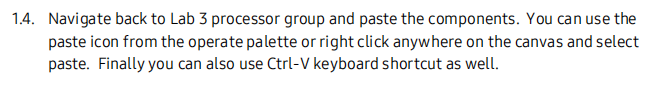 1.4. Navigate back to Lab 3 processor group and paste the components. You can use the
paste icon from the operate palette or right click anywhere on the canvas and select
paste. Finally you can also use Ctrl-V keyboard shortcut as well.